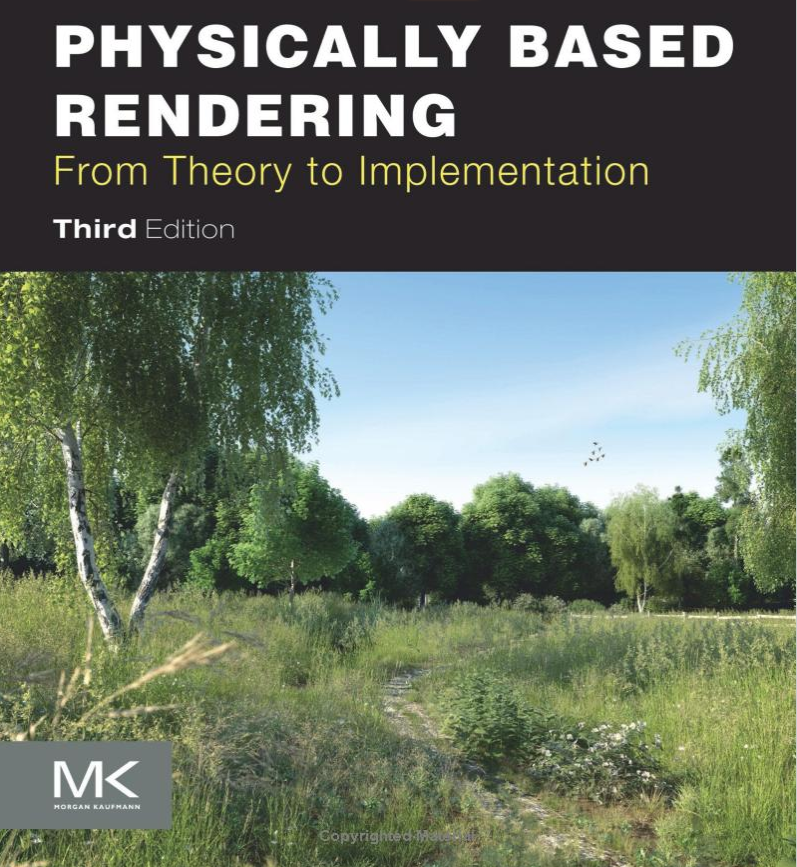 PHYSICALLY BASED
RENDERING
From Theory to Implementation
Third Edition
MK
MORGAN KAUFMANN
Copyrighted Material